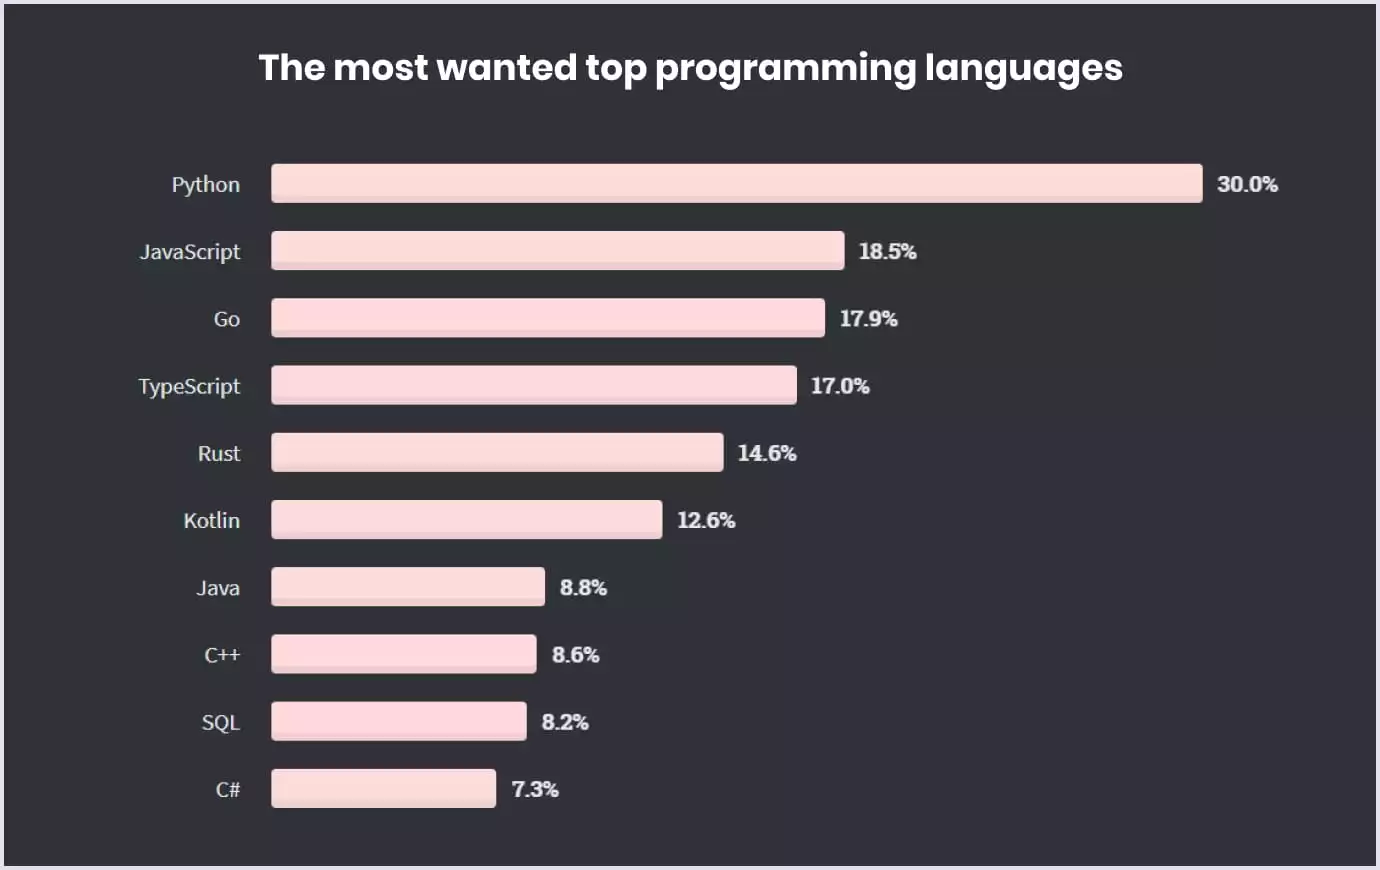 The most wanted top programming languages
Python 30.0%
JavaScript 18.5%
Go 17.9%
TypeScript 17.0%
Rust 14.6%
Kotlin 12.6%
Java 8.8%
C++ 8.6%
SQL 8.2%
C# 7.3%